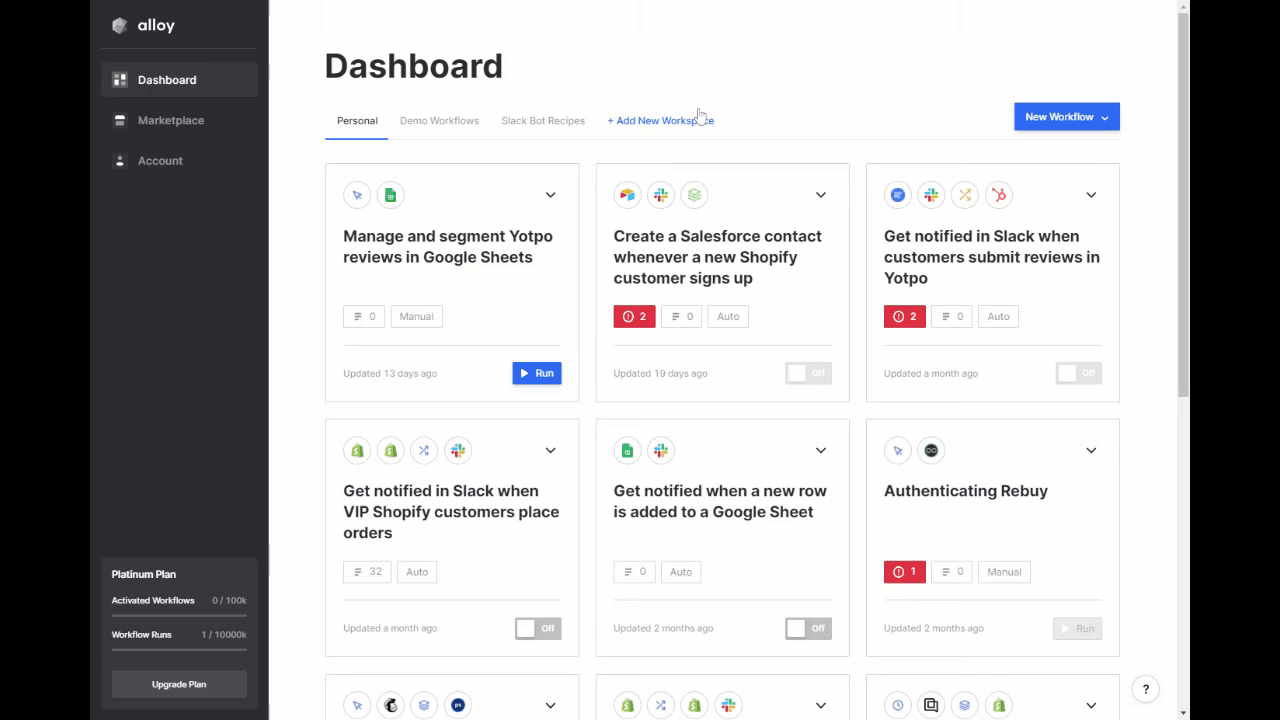 alloy
Dashboard
Marketplace
Account
Platinum Plan
Activated Workflows 0 / 100k
Workflow Runs 1 / 10000k
Upgrade Plan
Dashboard
Personal Demo Workflows Slack Bot Recipes + Add New Workspace
New Workflow
Manage and segment Yotpo
reviews in Google Sheets
0 Manual
Updated 13 days ago Run
Create a Salesforce contact
whenever a new Shopify
customer signs up
2 0 Auto
Updated 19 days ago Off
Get notified in Slack when
customers submit reviews in
Yotpo
2 0 Auto
Updated a month ago Off
Get notified in Slack when
VIP Shopify customers place
orders
32 Auto
Updated a month ago Off
Get notified when a new row
is added to a Google Sheet
0 Auto
Updated 2 months ago Off
Authenticating Rebuy
1 0 Manual
Updated 2 months ago Run
?